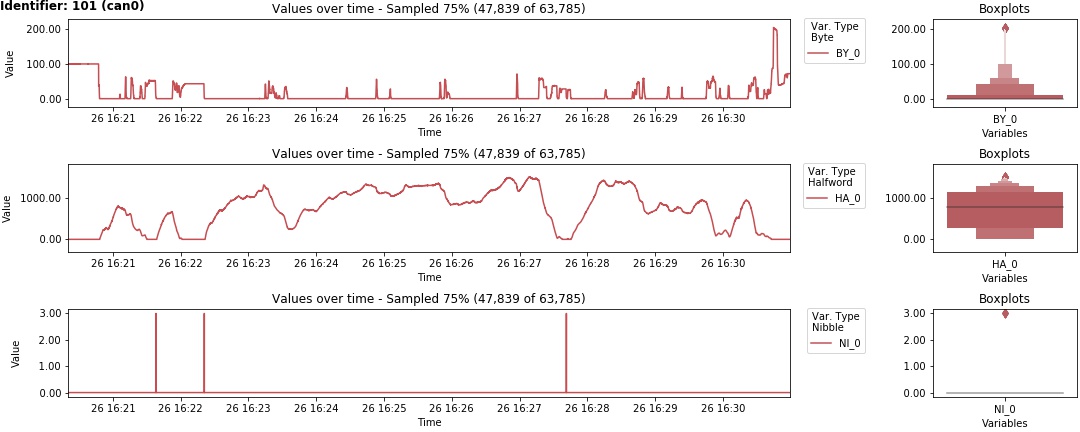 Identifier: 101 (can0)
Values over time - Sampled 75% (47,839 of 63,785)
Value
200.00
100.00
0.00
26 16:21 26 16:22 26 16:23 26 16:24 26 16:25 26 16:26 26 16:27 26 16:28 26 16:29 26 16:30
Time
Var. Type
Byte
BY_0
Boxplots
200.00
100.00
0.00
BY_0
Variables
Values over time - Sampled 75% (47,839 of 63,785)
Value
1000.00
0.00
26 16:21 26 16:22 26 16:23 26 16:24 26 16:25 26 16:26 26 16:27 26 16:28 26 16:29 26 16:30
Time
Var. Type
Halfword
HA_0
Boxplots
1000.00
0.00
HA_0
Variables
Values over time - Sampled 75% (47,839 of 63,785)
Value
3.00
2.00
1.00
0.00
26 16:21 26 16:22 26 16:23 26 16:24 26 16:25 26 16:26 26 16:27 26 16:28 26 16:29 26 16:30
Time
Var. Type
Nibble
NI_0
Boxplots
3.00
2.00
1.00
0.00
NI_0
Variables